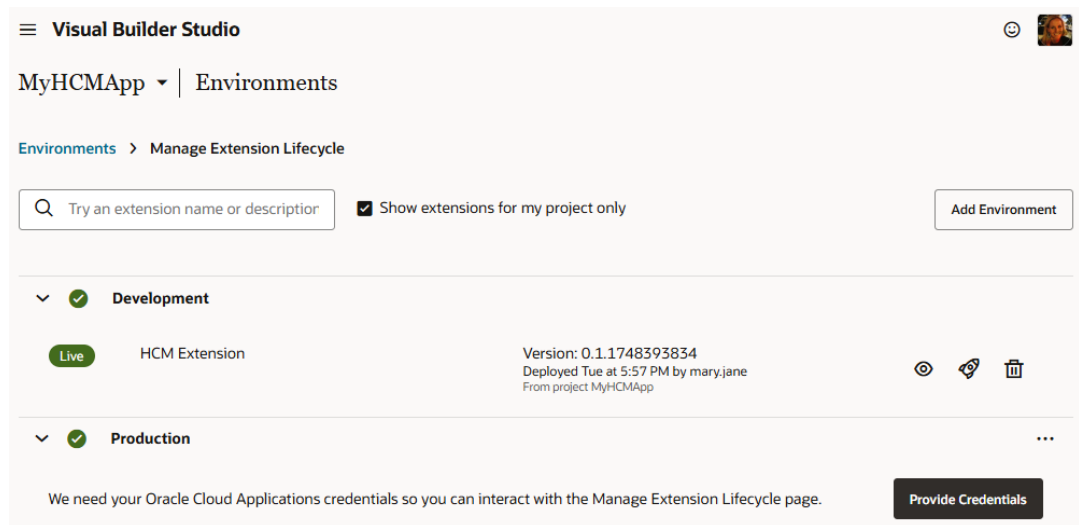 Visual Builder Studio
MyHCMApp Environments
Environments > Manage Extension Lifecycle
Try an extension name or description
Show extensions for my project only
Add Environment
Development
Live
HCM Extension
Version: 0.1.1748393834
Deployed Tue at 5:57 PM by mary.jane
From project MyHCMApp
Production
We need your Oracle Cloud Applications credentials so you can interact with the Manage Extension Lifecycle page.
Provide Credentials